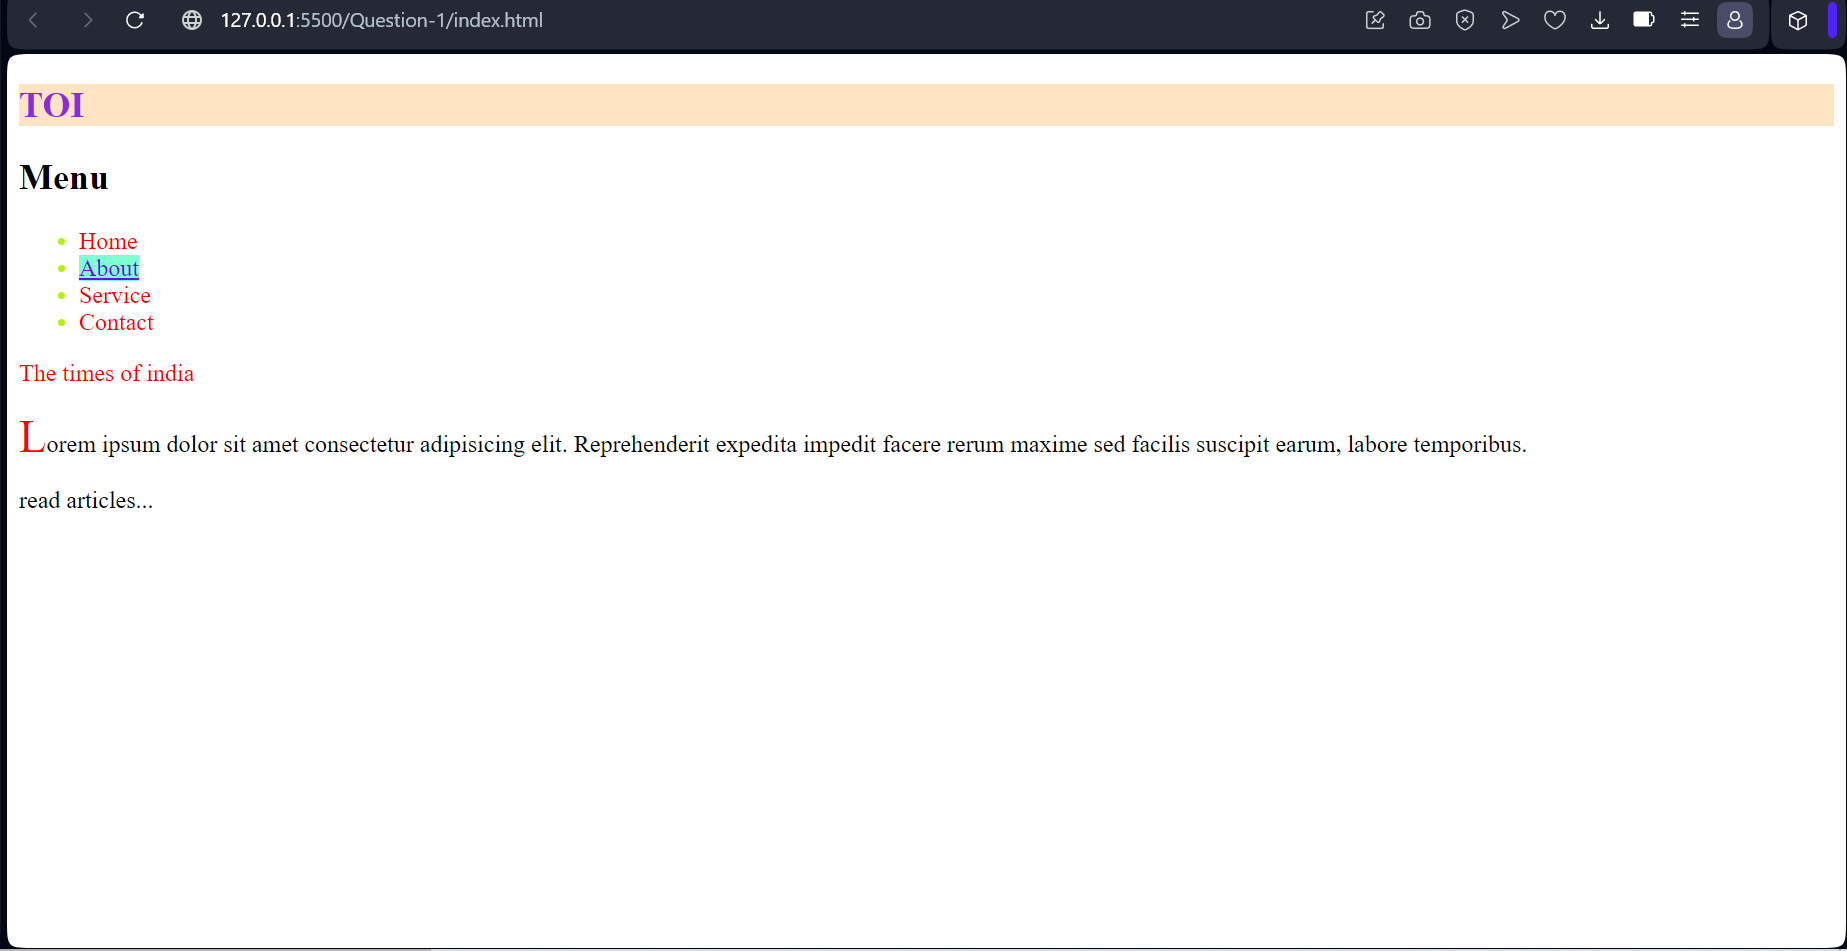 127.0.0.1:5500/Question-1/index.html
TOI
Menu
Home
About
Service
Contact
The times of india
Lorem ipsum dolor sit amet consectetur adipisicing elit. Reprehenderit expedita impedit facere rerum maxime sed facilis suscipit earum, labore temporibus.
read articles...